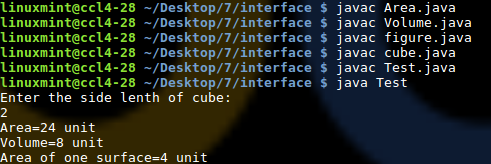 linuxmint@ccl4-28 ~/Desktop/7/interface $ javac Area.java
linuxmint@ccl4-28 ~/Desktop/7/interface $ javac Volume.java
linuxmint@ccl4-28 ~/Desktop/7/interface $ javac figure.java
linuxmint@ccl4-28 ~/Desktop/7/interface $ javac cube.java
linuxmint@ccl4-28 ~/Desktop/7/interface $ javac Test.java
linuxmint@ccl4-28 ~/Desktop/7/interface $ java Test
Enter the side lenth of cube:
2
Area=24 unit
Volume=8 unit
Area of one surface=4 unit